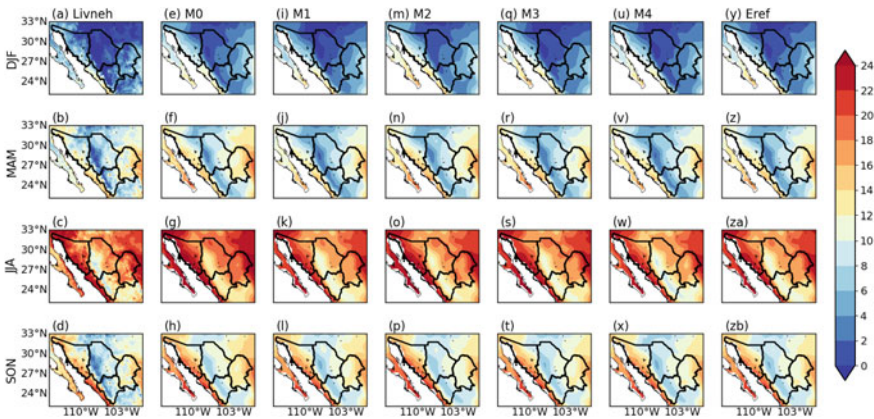 (a) Livneh (e) M0 (i) M1 (m) M2 (q) M3 (u) M4 (y) Eref
33°N
30°N
27°N
24°N
DJF
(b) (f) (j) (n) (r) (v) (z)
33°N
30°N
27°N
24°N
MAM
(c) (g) (k) (o) (s) (w) (za)
33°N
30°N
27°N
24°N
JJA
(d) (h) (l) (p) (t) (x) (zb)
33°N
30°N
27°N
24°N
SON
110°W 103°W 110°W 103°W 110°W 103°W 110°W 103°W 110°W 103°W 110°W 103°W 110°W 103°W
24
22
20
18
16
14
12
10
8
6
4
2
0